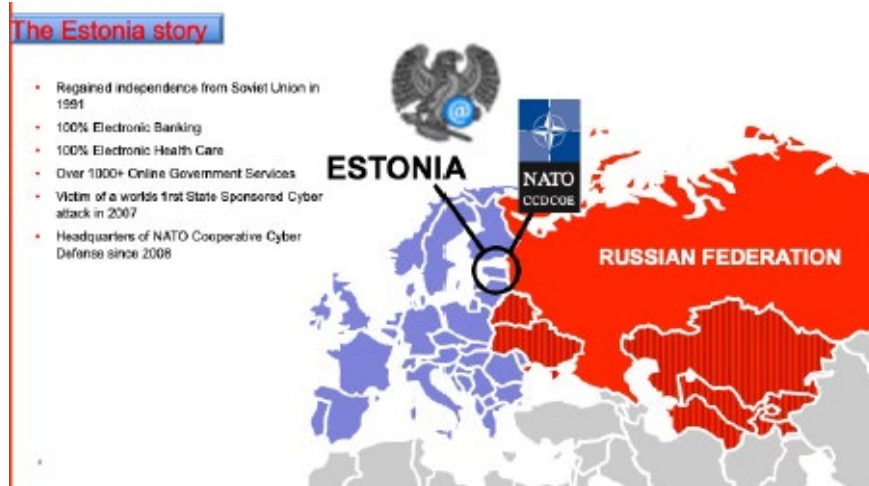 The Estonia story
Regained independence from Soviet Union in
1991
100% Electronic Banking
100% Electronic Health Care
Over 1000+ Online Government Services
Victim of a worlds first State Sponsored Cyber
attack in 2007
Headquarters of NATO Cooperative Cyber
Defense since 2008
@
ESTONIA
NATO
CCDCOE
RUSSIAN FEDERATION